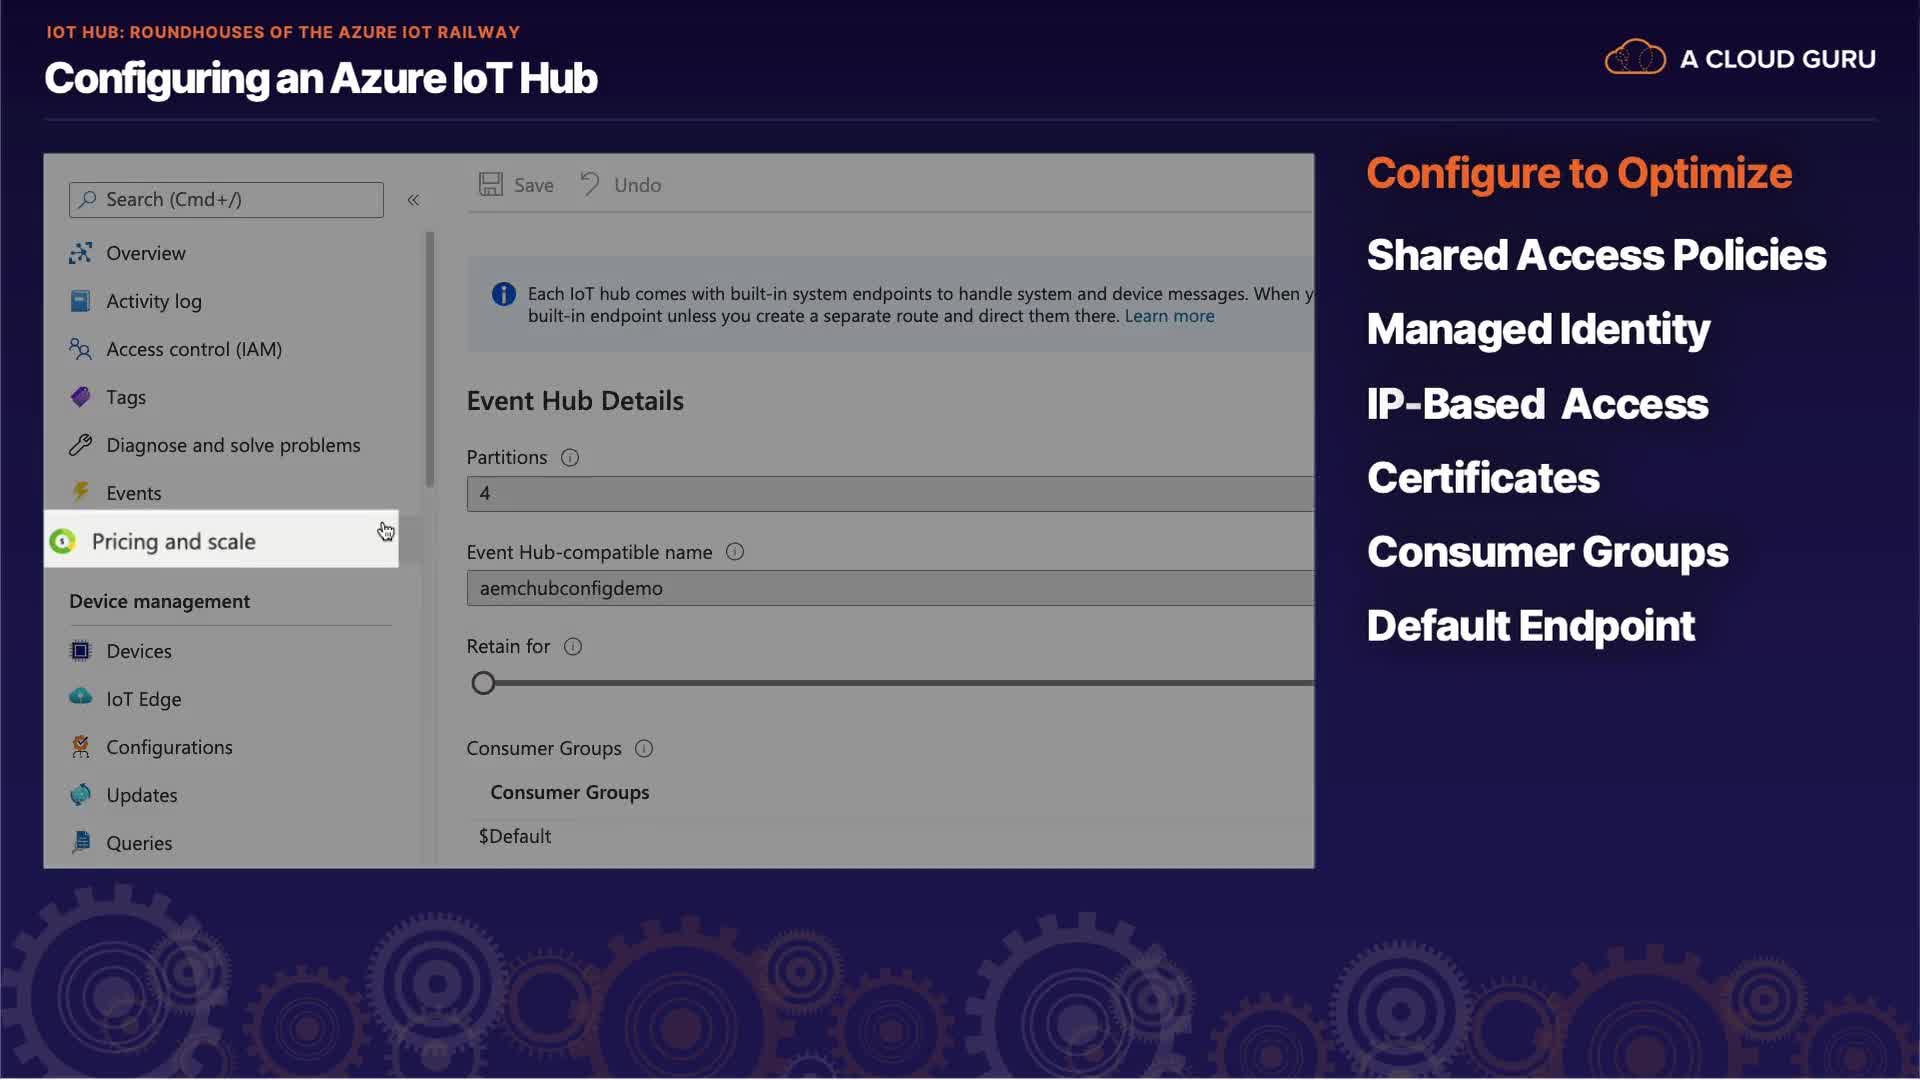 IOT HUB: ROUNDHOUSES OF THE AZURE IOT RAILWAY
Configuring an Azure IoT Hub
A CLOUD GURU
Search (Cmd+/)
«
Overview
Activity log
Access control (IAM)
Tags
Diagnose and solve problems
Events
Pricing and scale
Device management
Devices
IoT Edge
Configurations
Updates
Queries
Save
Undo
Each IoT hub comes with built-in system endpoints to handle system and device messages. When y
built-in endpoint unless you create a separate route and direct them there. Learn more
Event Hub Details
Partitions
4
Event Hub-compatible name
aemchubconfigdemo
Retain for
Consumer Groups
Consumer Groups
$Default
Configure to Optimize
Shared Access Policies
Managed Identity
IP-Based Access
Certificates
Consumer Groups
Default Endpoint